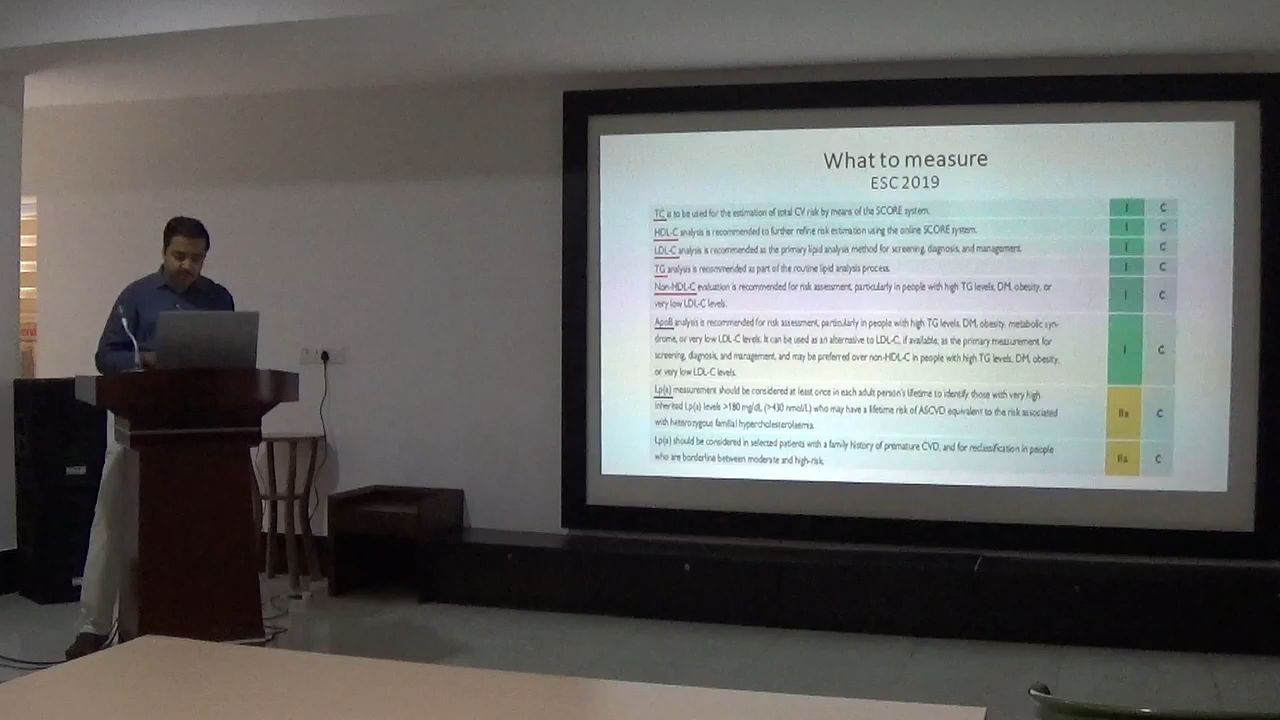 What to measure
ESC 2019
TC is to be used for the estimation of total CV risk by means of the SCORE system. I C
HDL-C analysis is recommended to further refine risk estimation using the online SCORE system. I C
LDL-C analysis is recommended as the primary lipid analysis method for screening, diagnosis, and management. I C
TG analysis is recommended as part of the routine lipid analysis process. I C
Non-HDL-C evaluation is recommended for risk assessment, particularly in people with high TG levels, DM, obesity, or
very low LDL-C levels. I C
ApoB analysis is recommended for risk assessment, particularly in people with high TG levels, DM, obesity, metabolic syn-
drome, or very low LDL-C levels. It can be used as an alternative to LDL-C, if available, as the primary measurement for
screening, diagnosis, and management, and may be preferred over non-HDL-C in people with high TG levels, DM, obesity,
or very low LDL-C levels. I C
Lp(a) measurement should be considered at least once in each adult person's lifetime to identify those with very high
inherited Lp(a) levels >180 mg/dL (>430 nmol/L) who may have a lifetime risk of ASCVD equivalent to the risk associated
with heterozygous familial hypercholesterolaemia. IIa C
Lp(a) should be considered in selected patients with a family history of premature CVD, and for reclassification in people
who are borderline between moderate and high-risk. IIa C